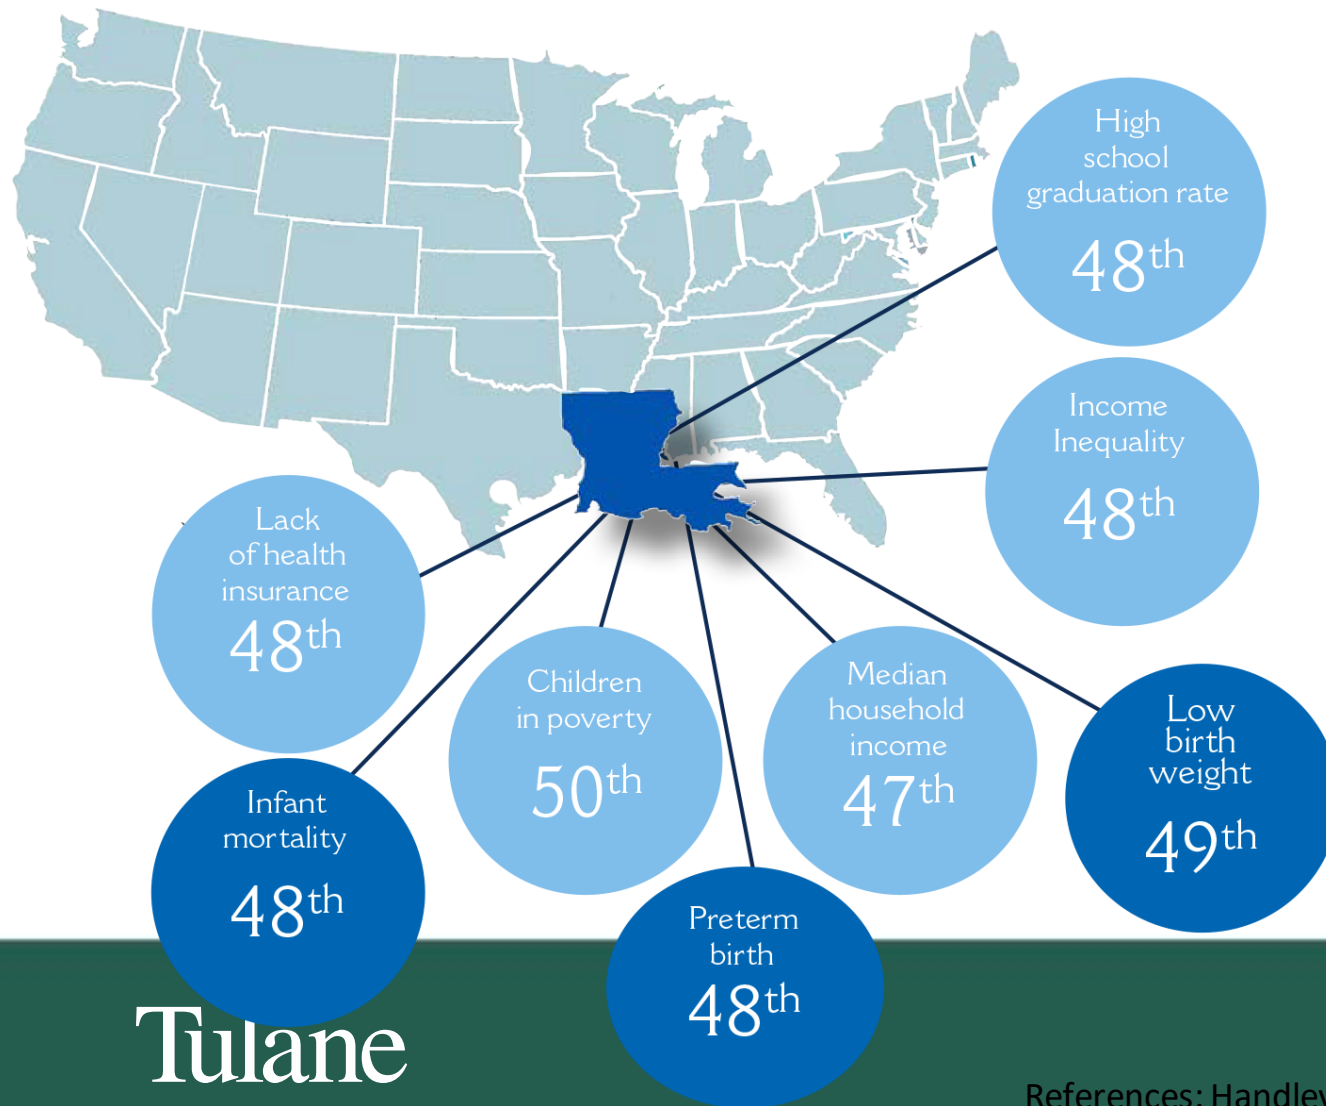 High
school
graduation rate
48th
Income
Inequality
48th
Lack
of health
insurance
48th
Children
in poverty
50th
Median
household
income
47th
Low
birth
weight
49th
Infant
mortality
48th
Preterm
birth
48th
Tulane
References: Handley